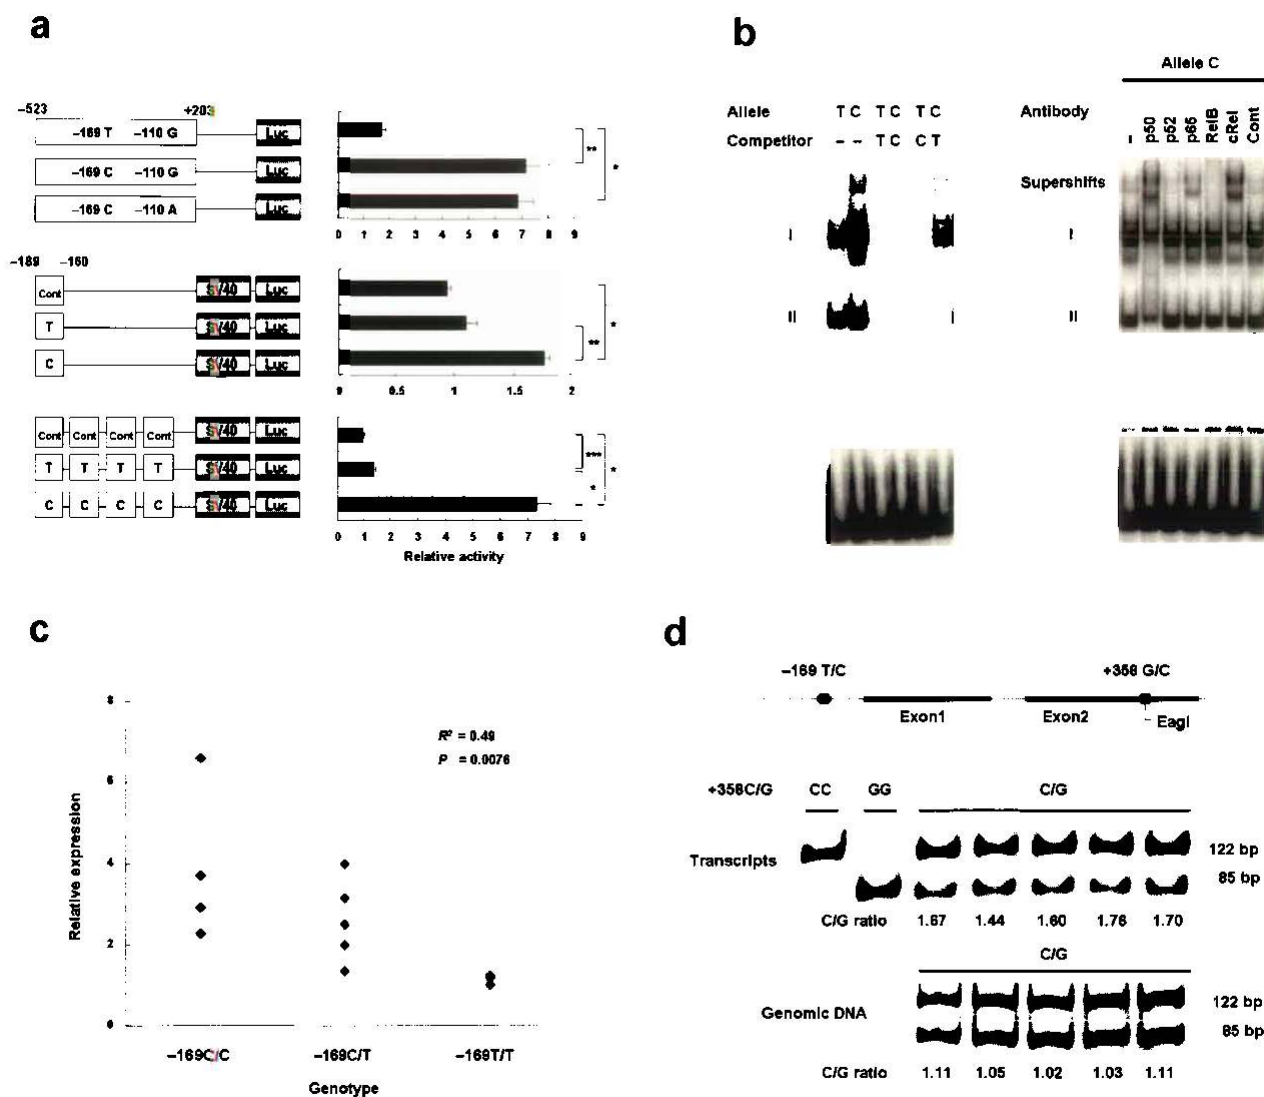 a
−523 +203
−169 T −110 G Luc
−169 C −110 G Luc
−169 C −110 A Luc
** *
0 1 2 3 4 5 6 7 8 9
−189 −160
Cont SV40 Luc
T SV40 Luc
C SV40 Luc
* **
0 0.5 1 1.5 2
Cont Cont Cont Cont SV40 Luc
T T T T SV40 Luc
C C C C SV40 Luc
*** * *
0 1 2 3 4 5 6 7 8 9
Relative activity
b
Allele C
Allele T C T C T C
Competitor – – T C C T
Antibody – p50 p52 p65 RelB cRel Cont
Supershifts
I I
II II
c
8
6
4
2
0
R² = 0.49
P = 0.0076
Relative expression
−169C/C −169C/T −169T/T
Genotype
d
−169 T/C +358 G/C
Exon1 Exon2 EagI
+358C/G CC GG C/G
Transcripts 122 bp
85 bp
C/G ratio 1.67 1.44 1.60 1.76 1.70
C/G
Genomic DNA 122 bp
85 bp
C/G ratio 1.11 1.05 1.02 1.03 1.11